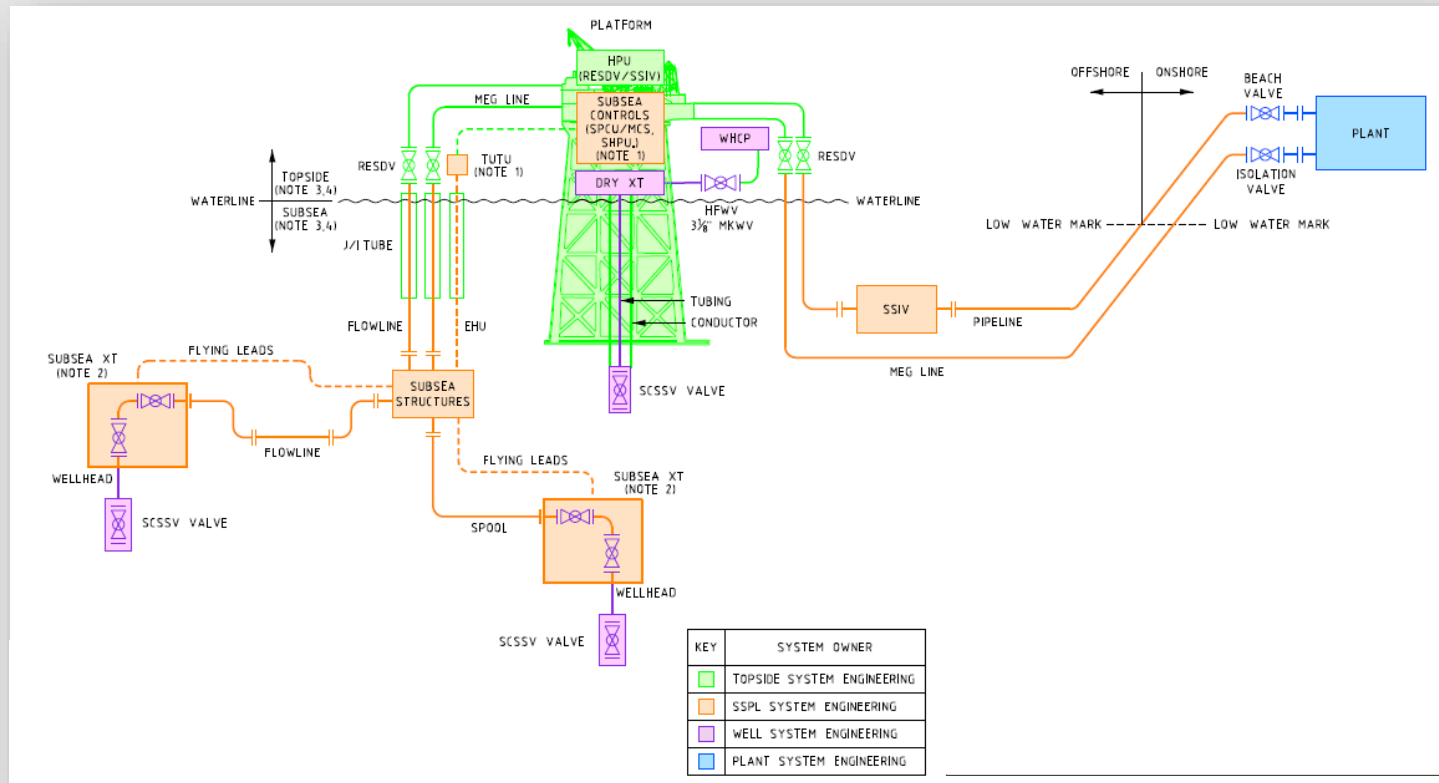 PLATFORM
HPU
(RESDV/SSIV)
SUBSEA
CONTROLS
(SPCU/MCS,
SHPU.)
(NOTE 1)
MEG LINE
WHCP
DRY XT
RESDV
TUTU
(NOTE 1)
RESDV
HFWV
3⅛" MKWV
OFFSHORE
ONSHORE
BEACH
VALVE
PLANT
ISOLATION
VALVE
TOPSIDE
(NOTE 3,4)
WATERLINE
SUBSEA
(NOTE 3,4)
WATERLINE
LOW WATER MARK
LOW WATER MARK
J/I TUBE
TUBING
CONDUCTOR
SSIV
PIPELINE
FLOWLINE
EHU
MEG LINE
SUBSEA XT
(NOTE 2)
FLYING LEADS
SUBSEA
STRUCTURES
SCSSV VALVE
FLOWLINE
WELLHEAD
SCSSV VALVE
FLYING LEADS
SUBSEA XT
(NOTE 2)
SPOOL
WELLHEAD
SCSSV VALVE
KEY
SYSTEM OWNER
TOPSIDE SYSTEM ENGINEERING
SSPL SYSTEM ENGINEERING
WELL SYSTEM ENGINEERING
PLANT SYSTEM ENGINEERING